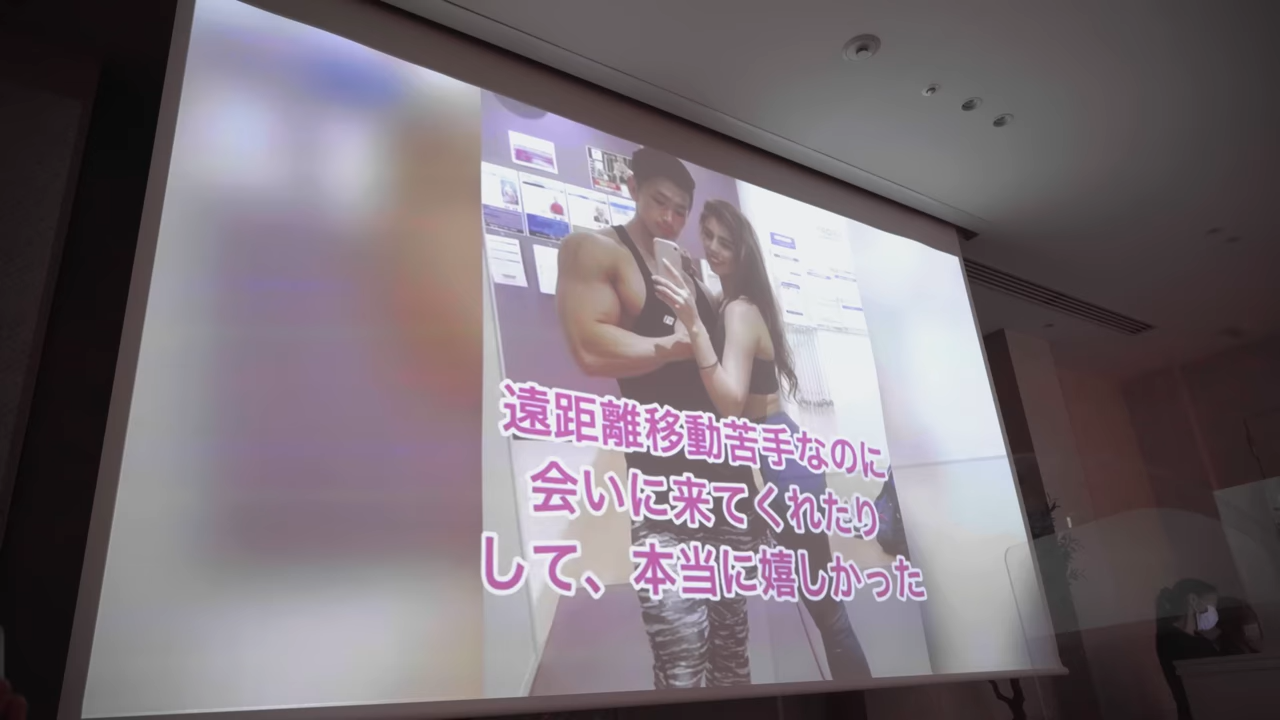 遠距離移動苦手なのに
会いに来てくれたり
して、本当に嬉しかった